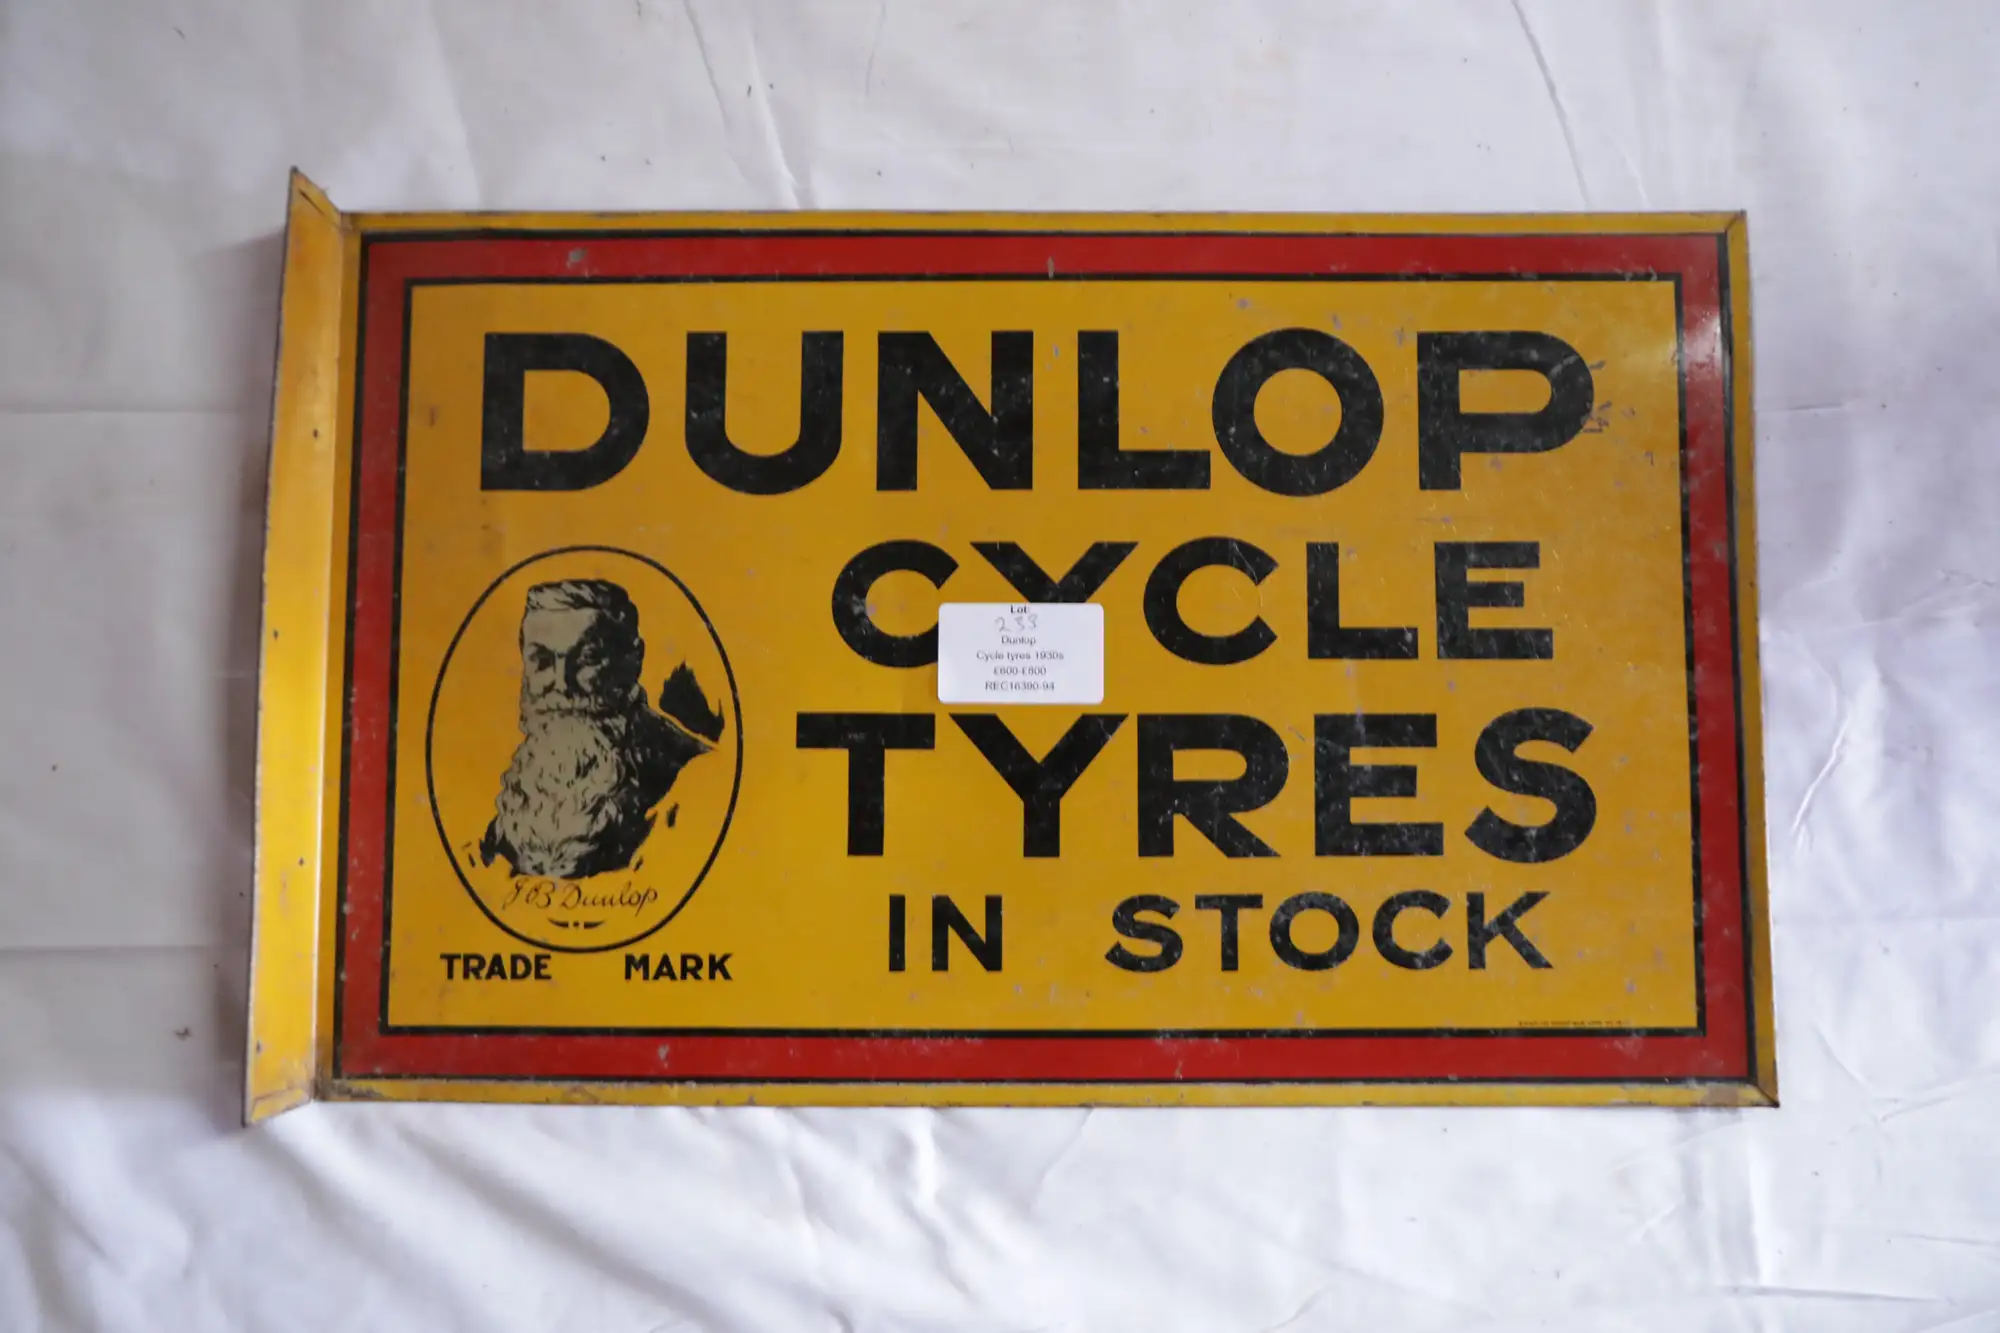 DUNLOP
CYCLE
Lot:
233
Dunlop
Cycle tyres 1930s
£600-£800
REC16390-94
TYRES
IN STOCK
J B Dunlop
TRADE MARK